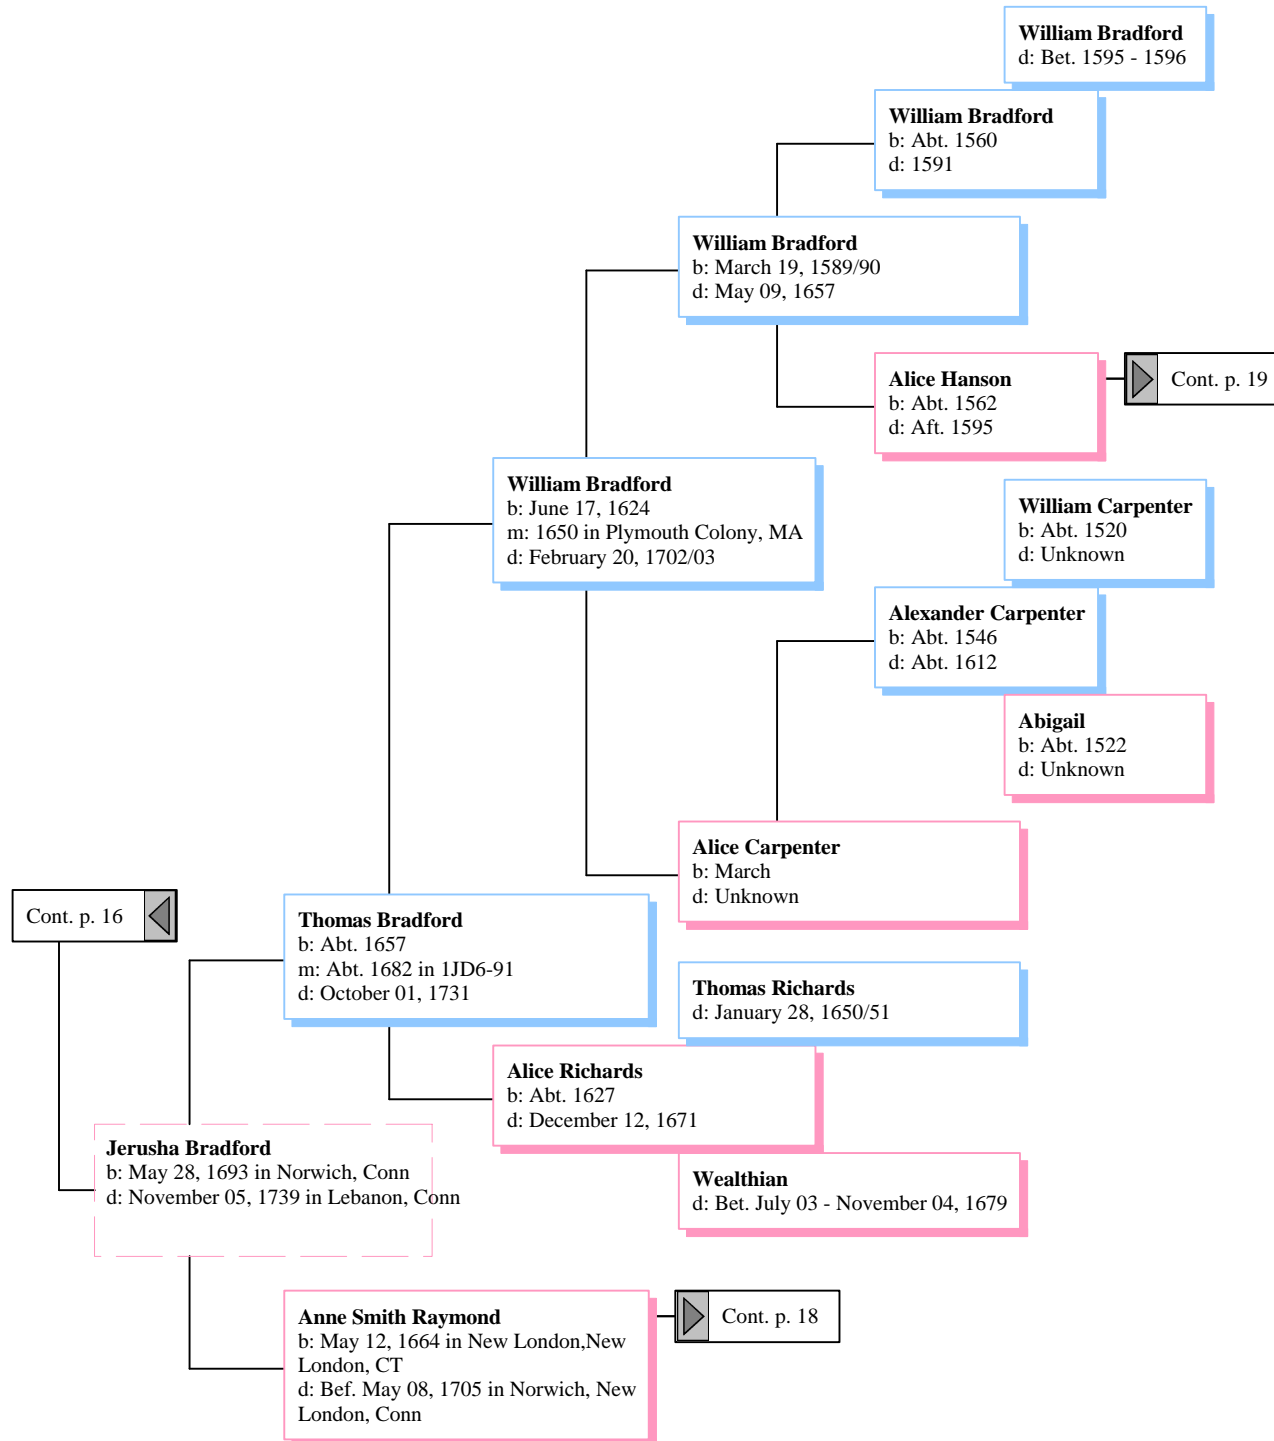 William Bradford
d: Bet. 1595 - 1596
William Bradford
b: Abt. 1560
d: 1591
William Bradford
b: March 19, 1589/90
d: May 09, 1657
Alice Hanson
b: Abt. 1562
d: Aft. 1595
Cont. p. 19
William Bradford
b: June 17, 1624
m: 1650 in Plymouth Colony, MA
d: February 20, 1702/03
William Carpenter
b: Abt. 1520
d: Unknown
Alexander Carpenter
b: Abt. 1546
d: Abt. 1612
Abigail
b: Abt. 1522
d: Unknown
Alice Carpenter
b: March
d: Unknown
Cont. p. 16
Thomas Bradford
b: Abt. 1657
m: Abt. 1682 in 1JD6-91
d: October 01, 1731
Thomas Richards
d: January 28, 1650/51
Alice Richards
b: Abt. 1627
d: December 12, 1671
Jerusha Bradford
b: May 28, 1693 in Norwich, Conn
d: November 05, 1739 in Lebanon, Conn
Wealthian
d: Bet. July 03 - November 04, 1679
Anne Smith Raymond
b: May 12, 1664 in New London,New
London, CT
d: Bef. May 08, 1705 in Norwich, New
London, Conn
Cont. p. 18